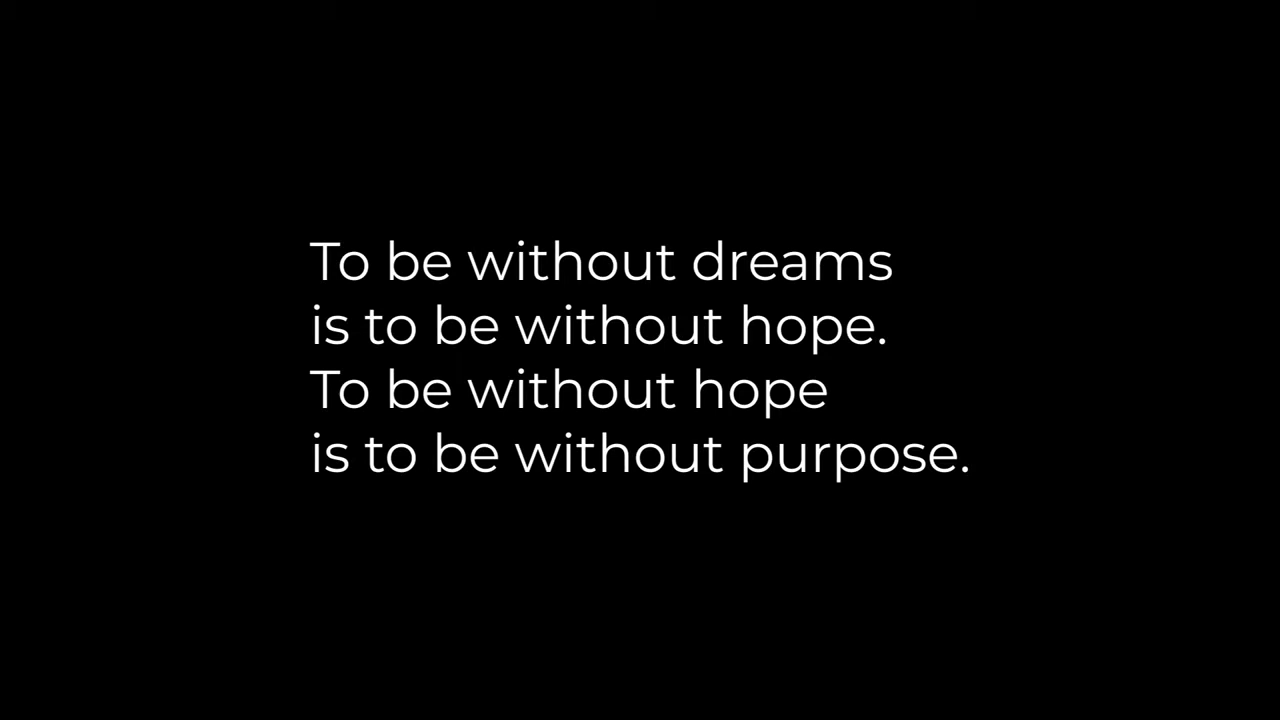 To be without dreams
is to be without hope.
To be without hope
is to be without purpose.